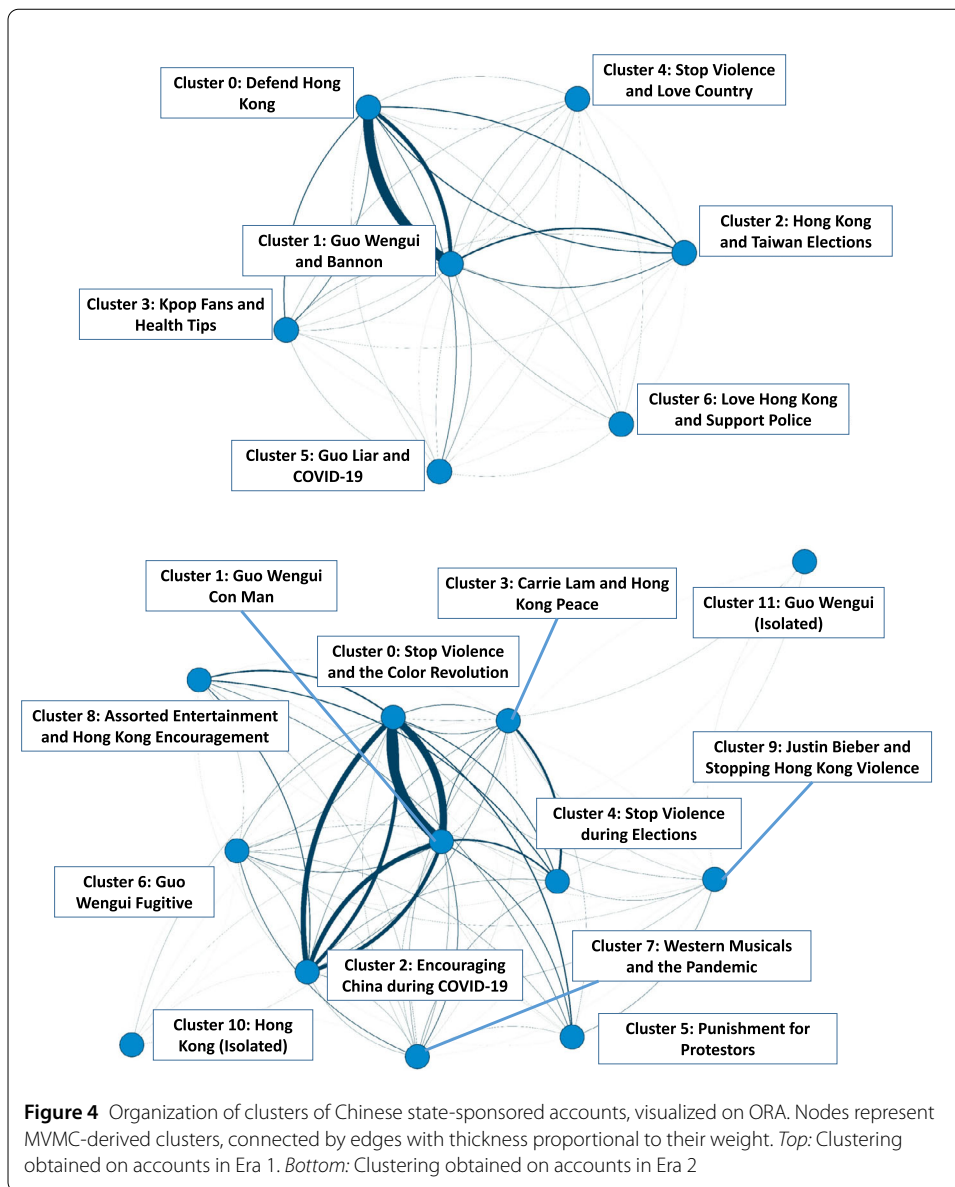 Cluster 0: Defend Hong
Kong
Cluster 4: Stop Violence
and Love Country
Cluster 1: Guo Wengui
and Bannon
Cluster 2: Hong Kong
and Taiwan Elections
Cluster 3: Kpop Fans and
Health Tips
Cluster 6: Love Hong Kong
and Support Police
Cluster 5: Guo Liar and
COVID-19
Cluster 1: Guo Wengui
Con Man
Cluster 3: Carrie Lam and Hong
Kong Peace
Cluster 11: Guo Wengui
(Isolated)
Cluster 0: Stop Violence
and the Color Revolution
Cluster 8: Assorted Entertainment
and Hong Kong Encouragement
Cluster 9: Justin Bieber and
Stopping Hong Kong Violence
Cluster 4: Stop Violence
during Elections
Cluster 6: Guo
Wengui Fugitive
Cluster 7: Western Musicals
and the Pandemic
Cluster 2: Encouraging
China during COVID-19
Cluster 10: Hong
Kong (Isolated)
Cluster 5: Punishment for
Protestors
Figure 4 Organization of clusters of Chinese state-sponsored accounts, visualized on ORA. Nodes represent
MVMC-derived clusters, connected by edges with thickness proportional to their weight. Top: Clustering
obtained on accounts in Era 1. Bottom: Clustering obtained on accounts in Era 2